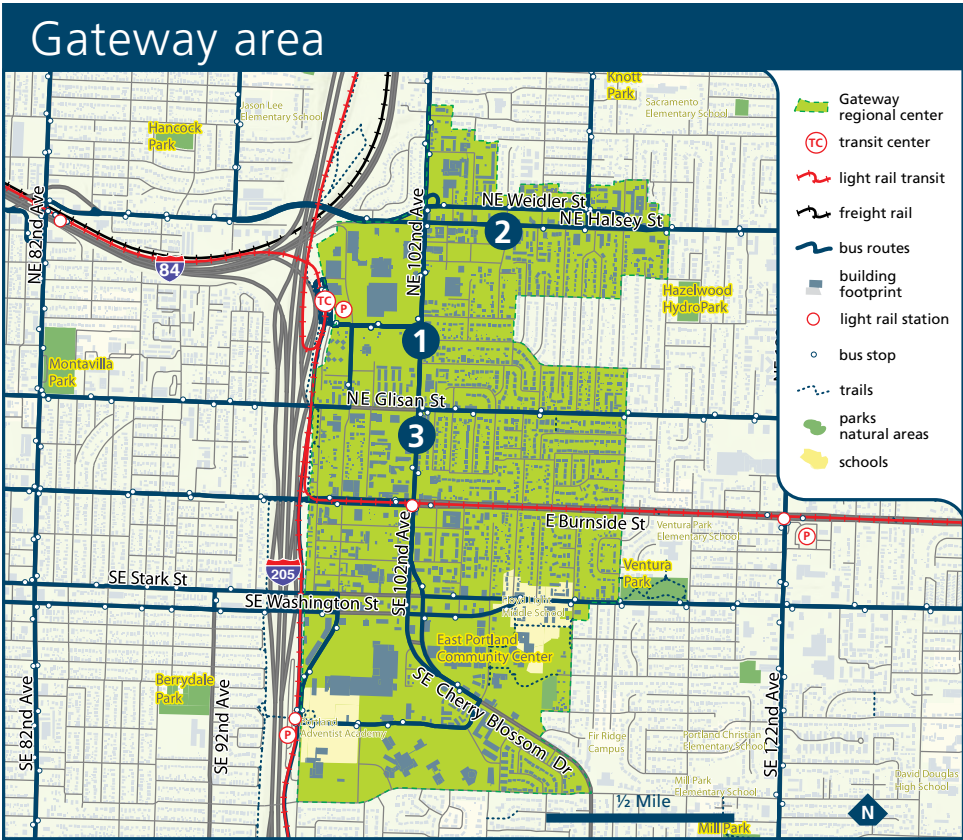 Gateway area
Knott
Park
Jason Lee
Elementary School
Sacramento
Elementary School
Hancock
Park
Gateway
regional center
TC
transit center
light rail transit
freight rail
bus routes
building
footprint
light rail station
bus stop
trails
parks
natural areas
schools
NE 82nd Ave
NE 102nd Ave
NE Weidler St
NE Halsey St
2
84
TC
P
Hazelwood
HydroPark
1
Montavilla
Park
NE Glisan St
3
E Burnside St
Ventura Park
Elementary School
P
SE 102nd Ave
205
Ventura
Park
SE Stark St
SE Washington St
Middle School
East Portland
Community Center
SE Cherry Blossom Dr
Berrydale
Park
SE 82nd Ave
SE 92nd Ave
SE 122nd Ave
P
Adventist Academy
Fir Ridge
Campus
Portland Christian
Elementary School
Mill Park
Elementary School
David Douglas
High School
½ Mile
N
Mill Park